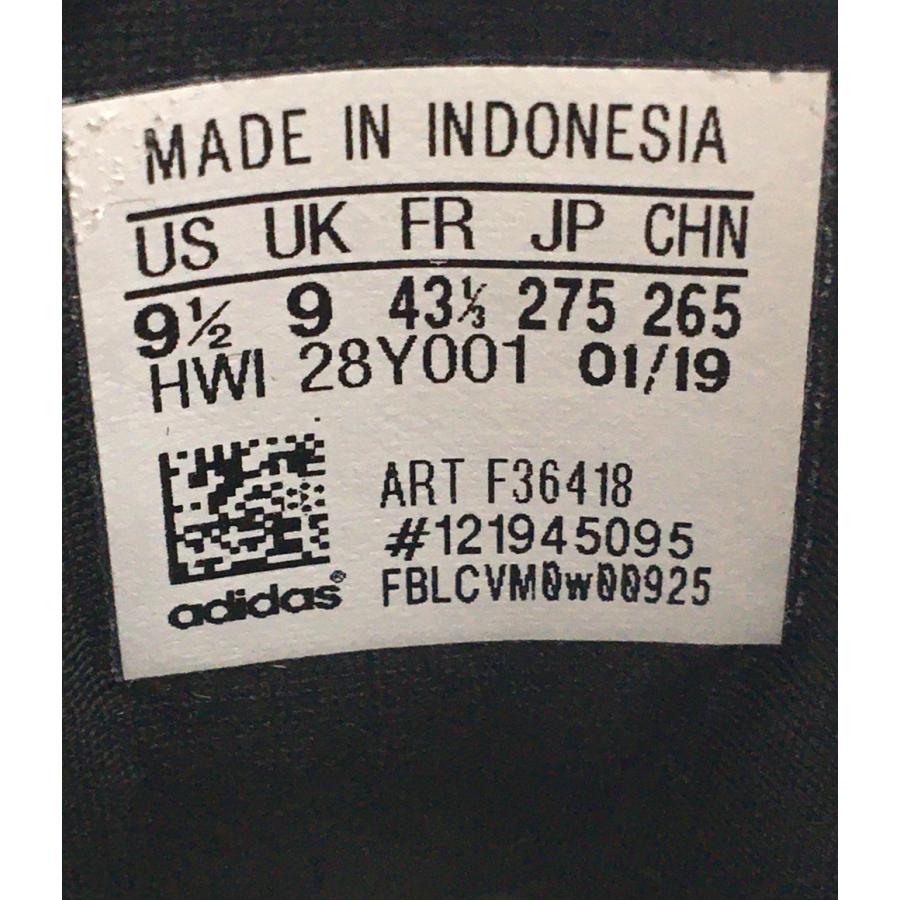 MADE IN INDONESIA
US UK FR JP CHN
9½ 9 43⅓ 275 265
HWI 28Y001 01/19
ART F36418
#121945095
adidas® FBLCVM0w00925